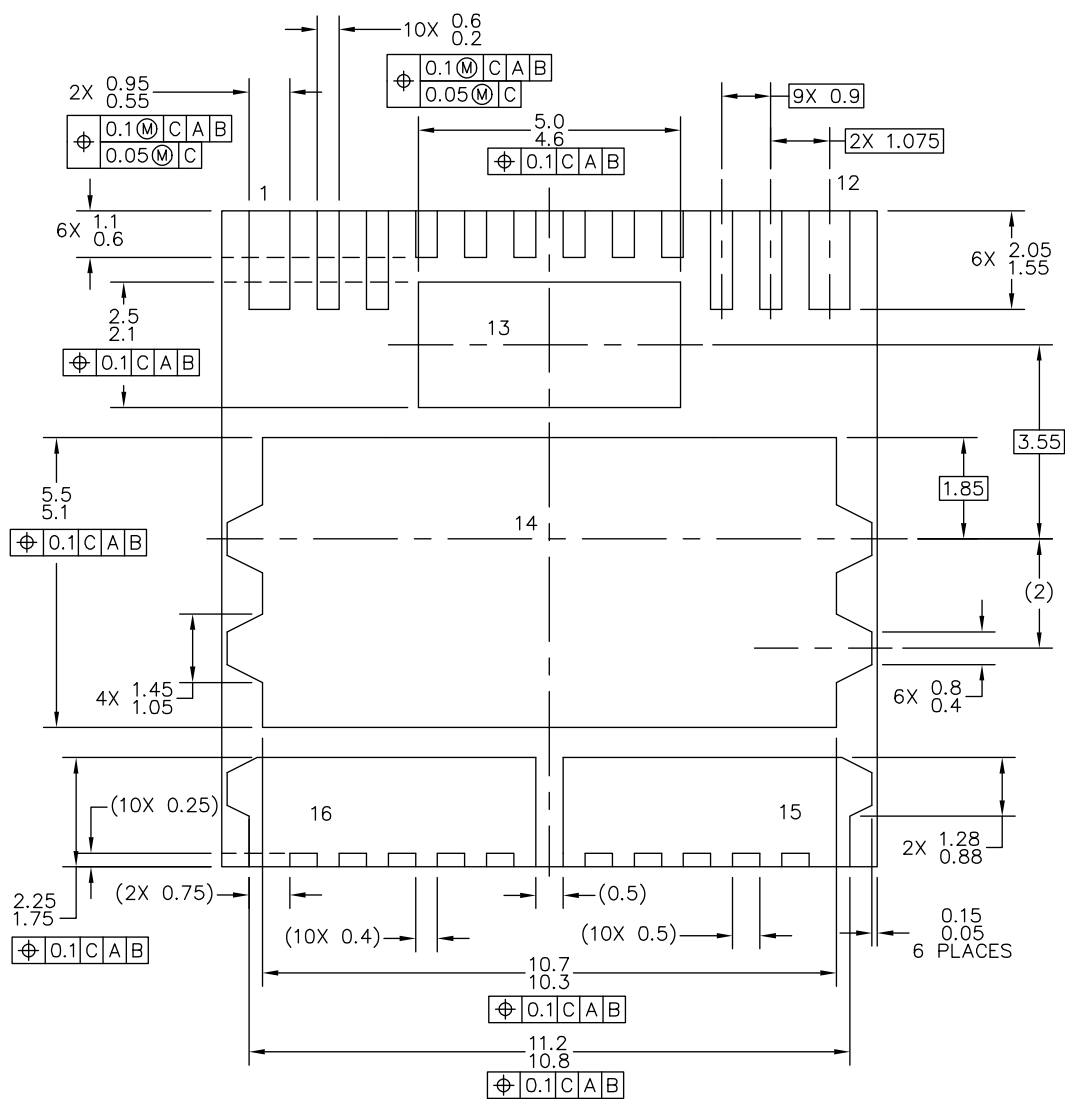 10X 0.6
0.2
⌖ 0.1Ⓜ C A B
0.05Ⓜ C
2X 0.95
0.55
⌖ 0.1Ⓜ C A B
0.05Ⓜ C
9X 0.9
5.0
4.6
⌖ 0.1 C A B
2X 1.075
1
12
6X 1.1
0.6
6X 2.05
1.55
2.5
2.1
⌖ 0.1 C A B
13
3.55
1.85
5.5
5.1
⌖ 0.1 C A B
14
(2)
4X 1.45
1.05
6X 0.8
0.4
(10X 0.25)
16
15
2X 1.28
0.88
2.25
1.75
⌖ 0.1 C A B
(2X 0.75)
(0.5)
(10X 0.4)
(10X 0.5)
0.15
0.05
6 PLACES
10.7
10.3
⌖ 0.1 C A B
11.2
10.8
⌖ 0.1 C A B